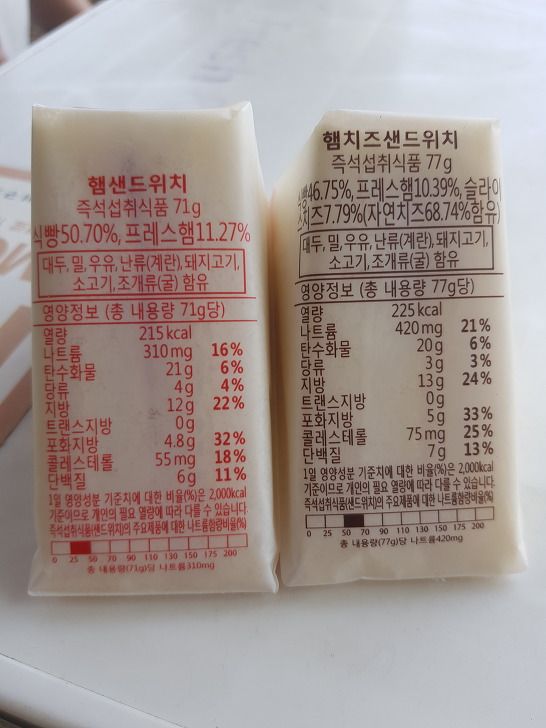 햄샌드위치
즉석섭취식품 71g
식빵50.70%, 프레스햄11.27%
대두, 밀, 우유, 난류(계란), 돼지고기,
소고기, 조개류(굴) 함유
영양정보 (총 내용량 71g당)
열량 215 kcal
나트륨 310 mg 16%
탄수화물 21 g 6%
당류 4 g 4%
지방 12 g 22%
트랜스지방 0 g
포화지방 4.8 g 32%
콜레스테롤 55 mg 18%
단백질 6 g 11%
1일 영양성분 기준치에 대한 비율(%)은 2,000kcal
기준이므로 개인의 필요 열량에 따라 다를 수 있습니다.
즉석섭취식품(샌드위치)의 주요제품에 대한 나트륨함량비율(%)
0 25 50 70 90 110 130 150 175 200
총 내용량(71g)당 나트륨310mg
햄치즈샌드위치
즉석섭취식품 77g
빵46.75%, 프레스햄10.39%, 슬라이
스치즈7.79%(자연치즈68.74%함유)
대두, 밀, 우유, 난류(계란), 돼지고기,
소고기, 조개류(굴) 함유
영양정보 (총 내용량 77g당)
열량 225 kcal
나트륨 420 mg 21%
탄수화물 20 g 6%
당류 3 g 3%
지방 13 g 24%
트랜스지방 0 g
포화지방 5 g 33%
콜레스테롤 75 mg 25%
단백질 7 g 13%
1일 영양성분 기준치에 대한 비율(%)은 2,000kcal
기준이므로 개인의 필요 열량에 따라 다를 수 있습니다.
즉석섭취식품(샌드위치)의 주요제품에 대한 나트륨함량비율(%)
0 25 50 70 90 110 130 150 175 200
총 내용량(77g)당 나트륨420mg